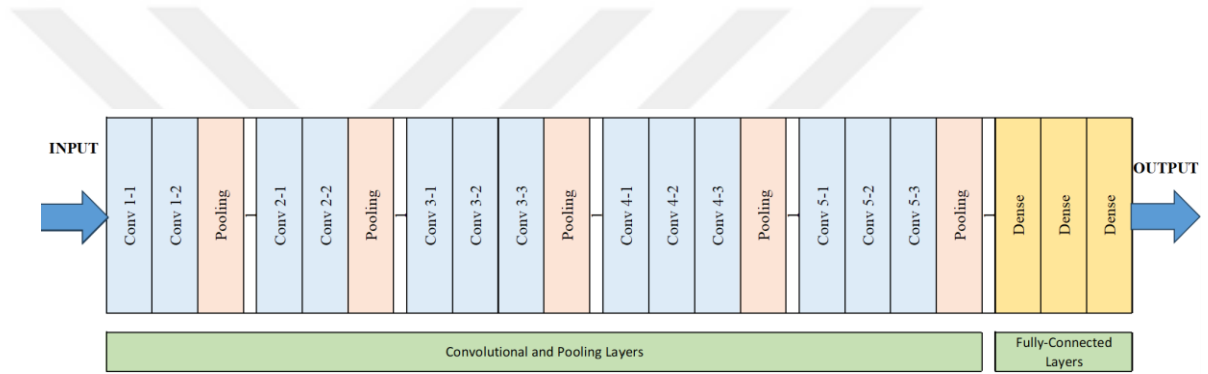 INPUT
Conv 1-1
Conv 1-2
Pooling
Conv 2-1
Conv 2-2
Pooling
Conv 3-1
Conv 3-2
Conv 3-3
Pooling
Conv 4-1
Conv 4-2
Conv 4-3
Pooling
Conv 5-1
Conv 5-2
Conv 5-3
Pooling
Dense
Dense
Dense
OUTPUT
Convolutional and Pooling Layers
Fully-Connected
Layers